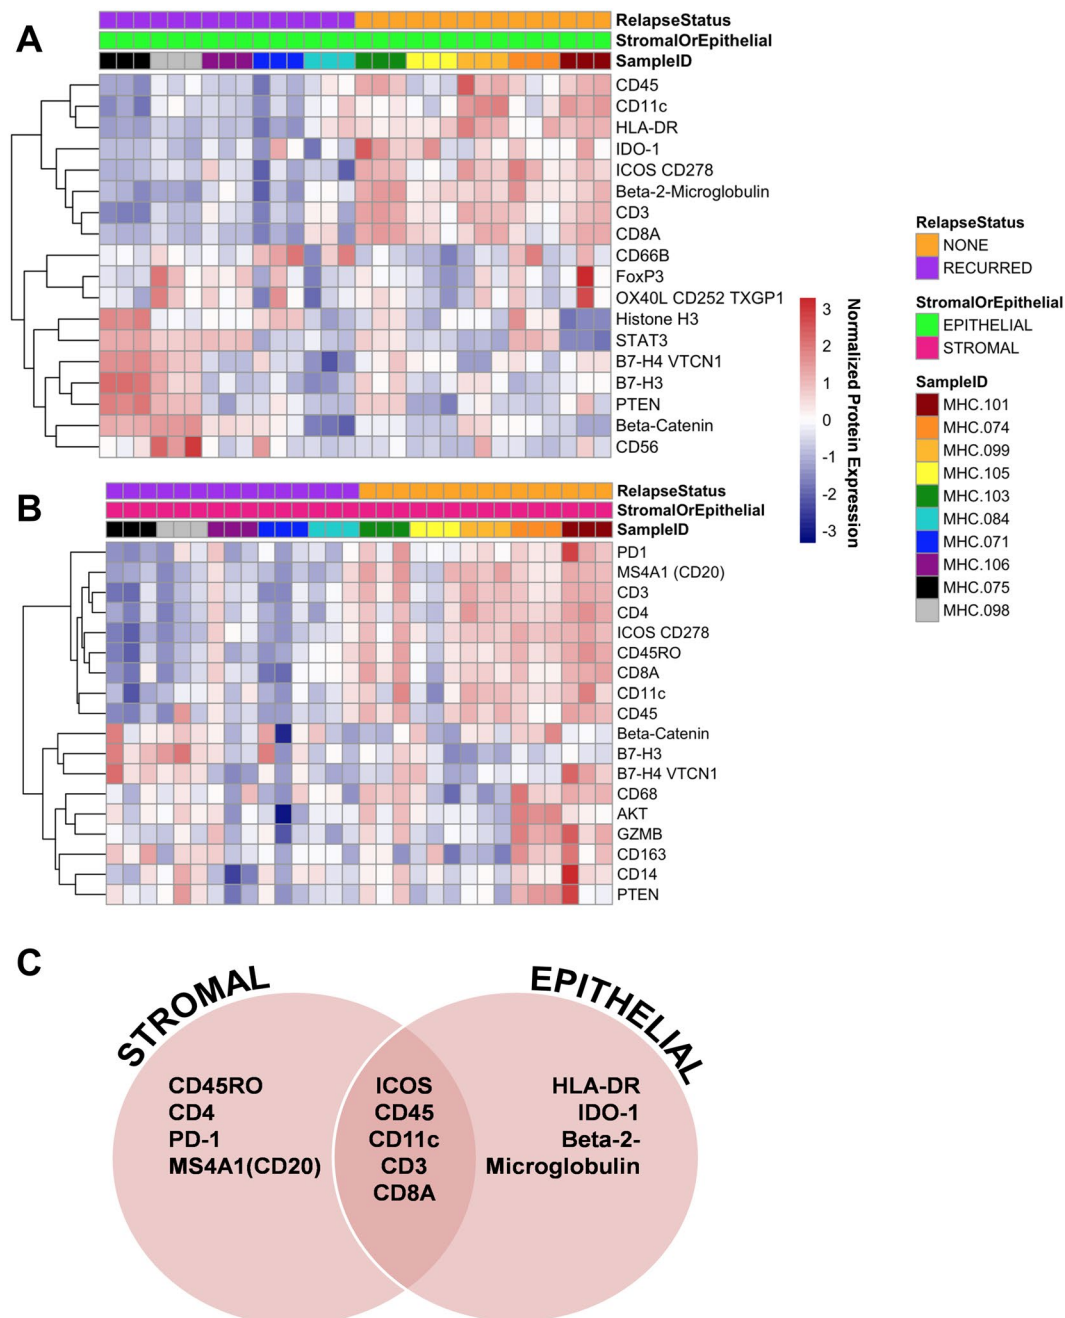 A
RelapseStatus
StromalOrEpithelial
SampleID
CD45
CD11c
HLA-DR
IDO-1
ICOS CD278
Beta-2-Microglobulin
CD3
CD8A
CD66B
FoxP3
OX40L CD252 TXGP1
Histone H3
STAT3
B7-H4 VTCN1
B7-H3
PTEN
Beta-Catenin
CD56
3
2
1
0
-1
-2
-3
Normalized Protein Expression
RelapseStatus
NONE
RECURRED
StromalOrEpithelial
EPITHELIAL
STROMAL
SampleID
MHC.101
MHC.074
MHC.099
MHC.105
MHC.103
MHC.084
MHC.071
MHC.106
MHC.075
MHC.098
B
RelapseStatus
StromalOrEpithelial
SampleID
PD1
MS4A1 (CD20)
CD3
CD4
ICOS CD278
CD45RO
CD8A
CD11c
CD45
Beta-Catenin
B7-H3
B7-H4 VTCN1
CD68
AKT
GZMB
CD163
CD14
PTEN
C
STROMAL
EPITHELIAL
CD45RO
CD4
PD-1
MS4A1(CD20)
ICOS
CD45
CD11c
CD3
CD8A
HLA-DR
IDO-1
Beta-2-
Microglobulin